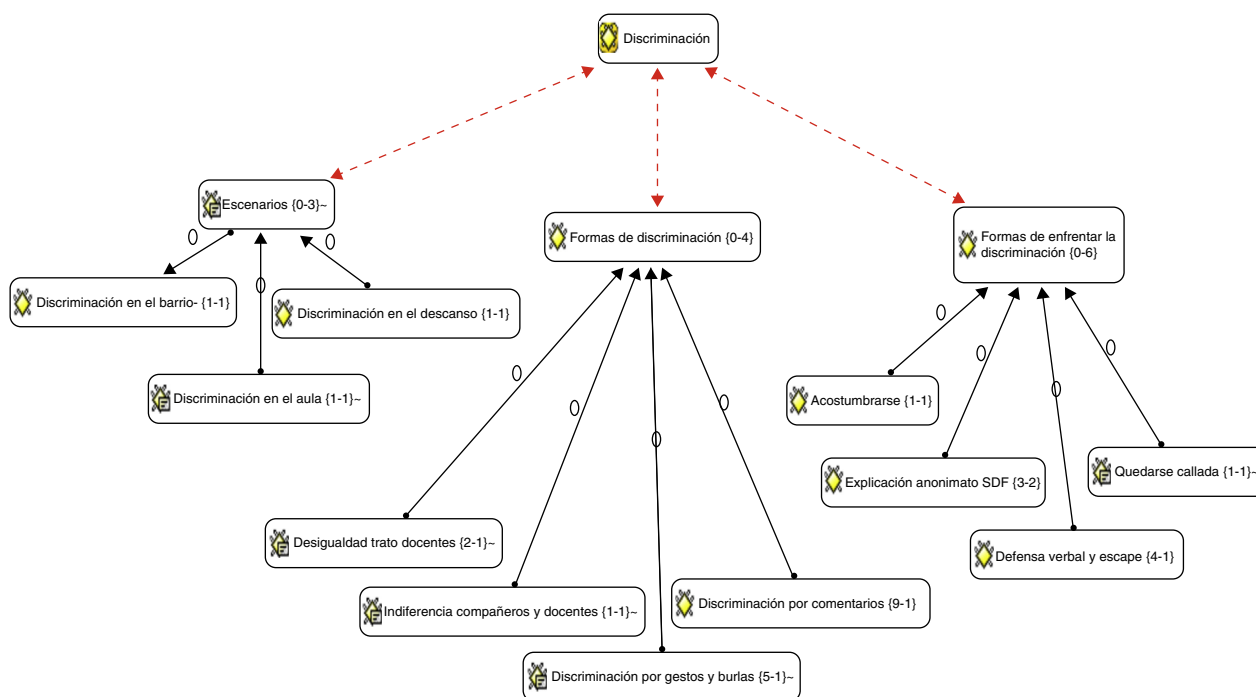 Discriminación
Escenarios {0-3}~
Formas de discriminación {0-4}
Formas de enfrentar la
discriminación {0-6}
Discriminación en el barrio- {1-1}
Discriminación en el descanso {1-1}
Discriminación en el aula {1-1}~
Acostumbrarse {1-1}
Explicación anonimato SDF {3-2}
Quedarse callada {1-1}~
Desigualdad trato docentes {2-1}~
Defensa verbal y escape {4-1}
Indiferencia compañeros y docentes {1-1}~
Discriminación por comentarios {9-1}
Discriminación por gestos y burlas {5-1}~